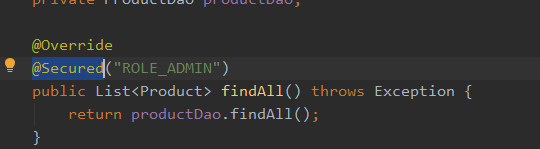 private ProductDao productDao;
@Override
@Secured("ROLE_ADMIN")
public List<Product> findAll() throws Exception {
return productDao.findAll();
}